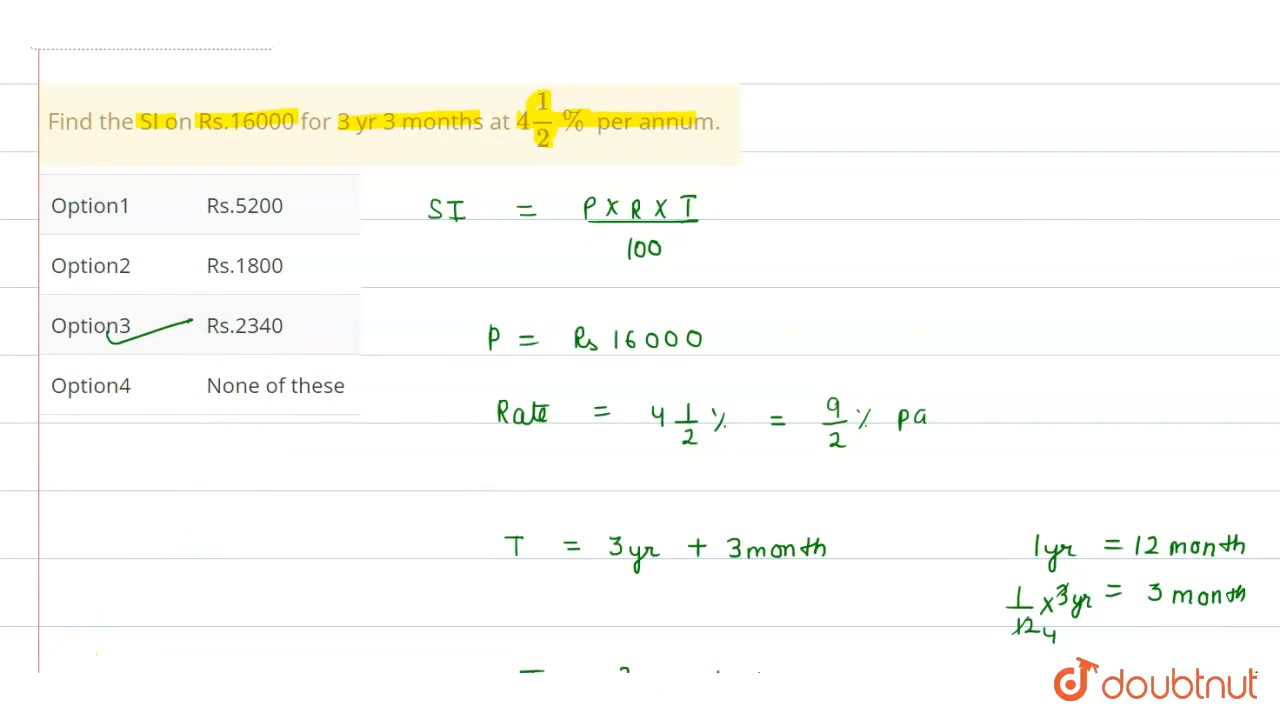 Find the SI on Rs.16000 for 3 yr 3 months at 4 1/2 % per annum.
Option1 Rs.5200
Option2 Rs.1800
Option3 Rs.2340
Option4 None of these
SI = P X R X T / 100
P = Rs 16000
Rate = 4 1/2 % = 9/2 % pa
T = 3yr + 3month
1yr = 12 month
1/12 x 3yr = 3 month
4
doubtnut